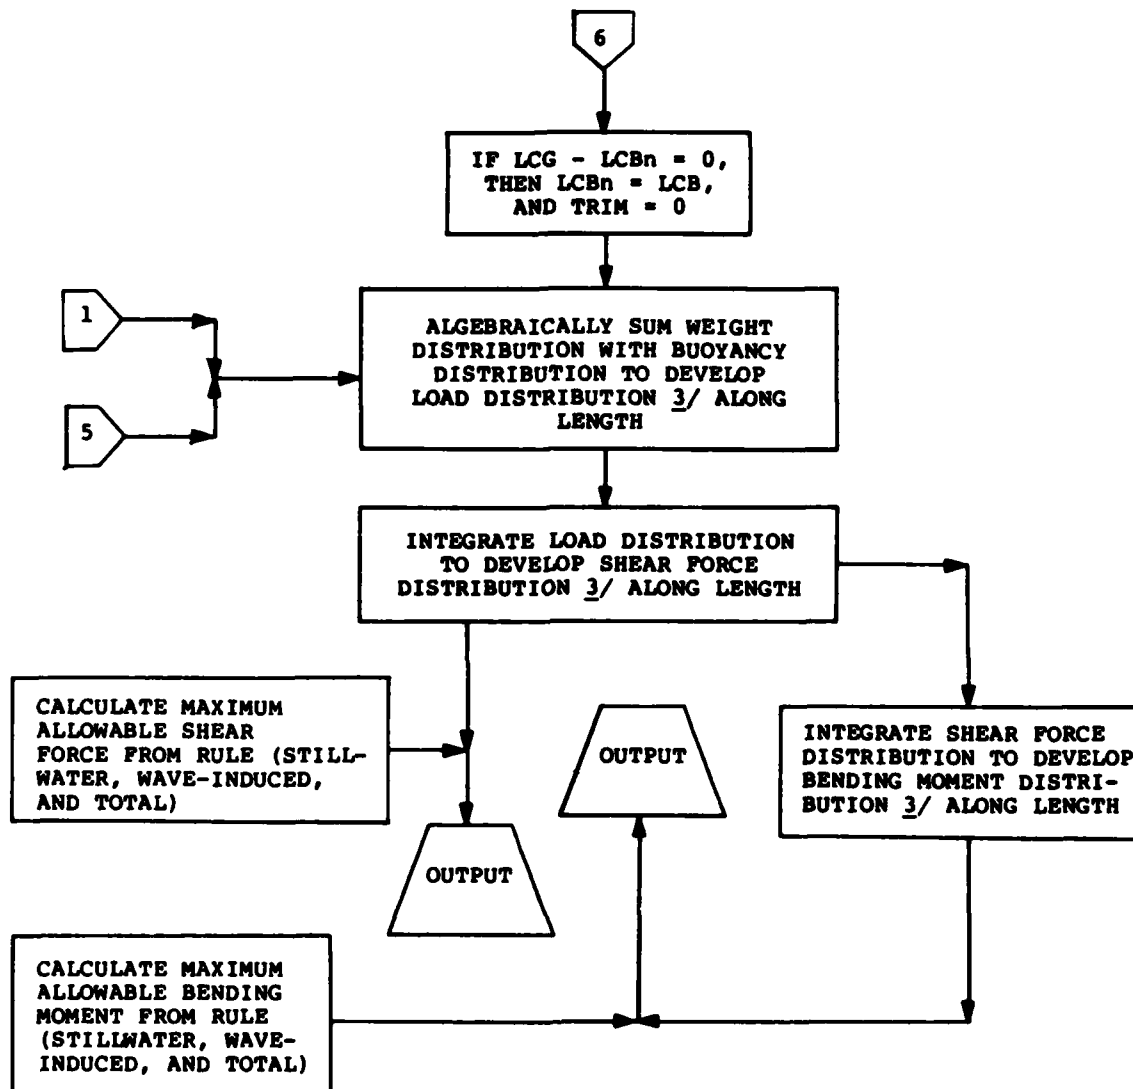 6
IF LCG - LCBn = 0,
THEN LCBn = LCB,
AND TRIM = 0
1
5
ALGEBRAICALLY SUM WEIGHT
DISTRIBUTION WITH BUOYANCY
DISTRIBUTION TO DEVELOP
LOAD DISTRIBUTION 3/ ALONG
LENGTH
INTEGRATE LOAD DISTRIBUTION
TO DEVELOP SHEAR FORCE
DISTRIBUTION 3/ ALONG LENGTH
CALCULATE MAXIMUM
ALLOWABLE SHEAR
FORCE FROM RULE (STILL-
WATER, WAVE-INDUCED,
AND TOTAL)
OUTPUT
INTEGRATE SHEAR FORCE
DISTRIBUTION TO DEVELOP
BENDING MOMENT DISTRI-
BUTION 3/ ALONG LENGTH
OUTPUT
CALCULATE MAXIMUM
ALLOWABLE BENDING
MOMENT FROM RULE
(STILLWATER, WAVE-
INDUCED, AND TOTAL)